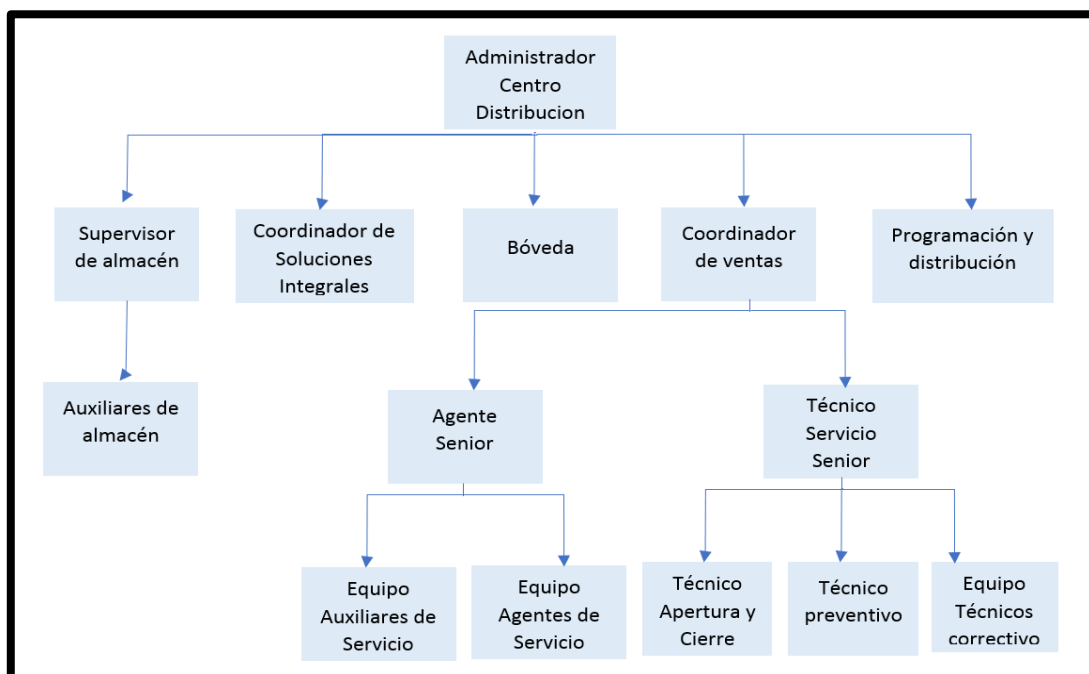 Administrador
Centro
Distribucion
Supervisor
de almacén
Coordinador de
Soluciones
Integrales
Bóveda
Coordinador
de ventas
Programación y
distribución
Auxiliares de
almacén
Agente
Senior
Técnico
Servicio
Senior
Equipo
Auxiliares de
Servicio
Equipo
Agentes de
Servicio
Técnico
Apertura y
Cierre
Técnico
preventivo
Equipo
Técnicos
correctivo